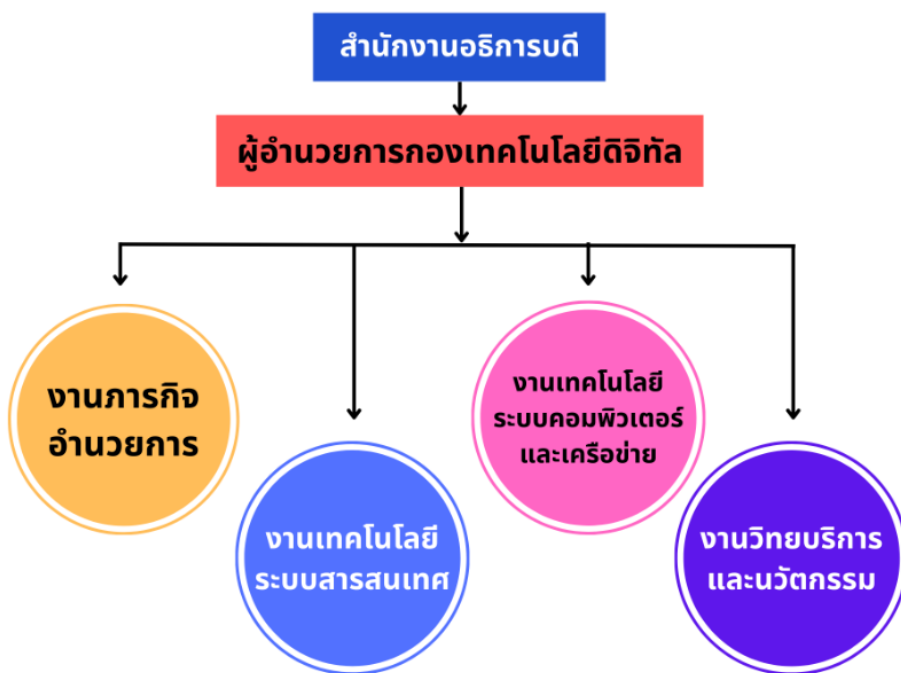 สำนักงานอธิการบดี
ผู้อำนวยการกองเทคโนโลยีดิจิทัล
งานภารกิจ
อำนวยการ
งานเทคโนโลยี
ระบบสารสนเทศ
งานเทคโนโลยี
ระบบคอมพิวเตอร์
และเครือข่าย
งานวิทยบริการ
และนวัตกรรม